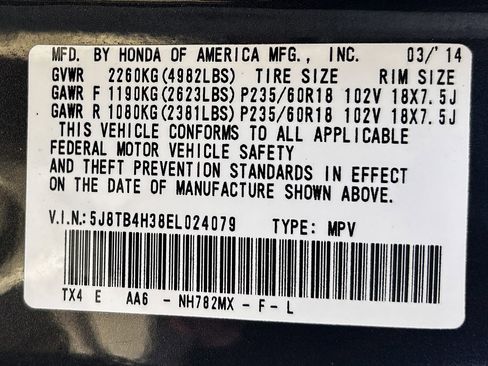 MFD. BY HONDA OF AMERICA MFG., INC. 03/'14
GVWR 2260KG(4982LBS) TIRE SIZE RIM SIZE
GAWR F 1190KG(2623LBS) P235/60R18 102V 18X7.5J
GAWR R 1080KG(2381LBS) P235/60R18 102V 18X7.5J
THIS VEHICLE CONFORMS TO ALL APPLICABLE
FEDERAL MOTOR VEHICLE SAFETY
AND THEFT PREVENTION STANDARDS IN EFFECT
ON THE DATE OF MANUFACTURE SHOWN ABOVE.
V.I.N.:5J8TB4H38EL024079 TYPE: MPV
TX4 E AA6 - NH782MX - F - L